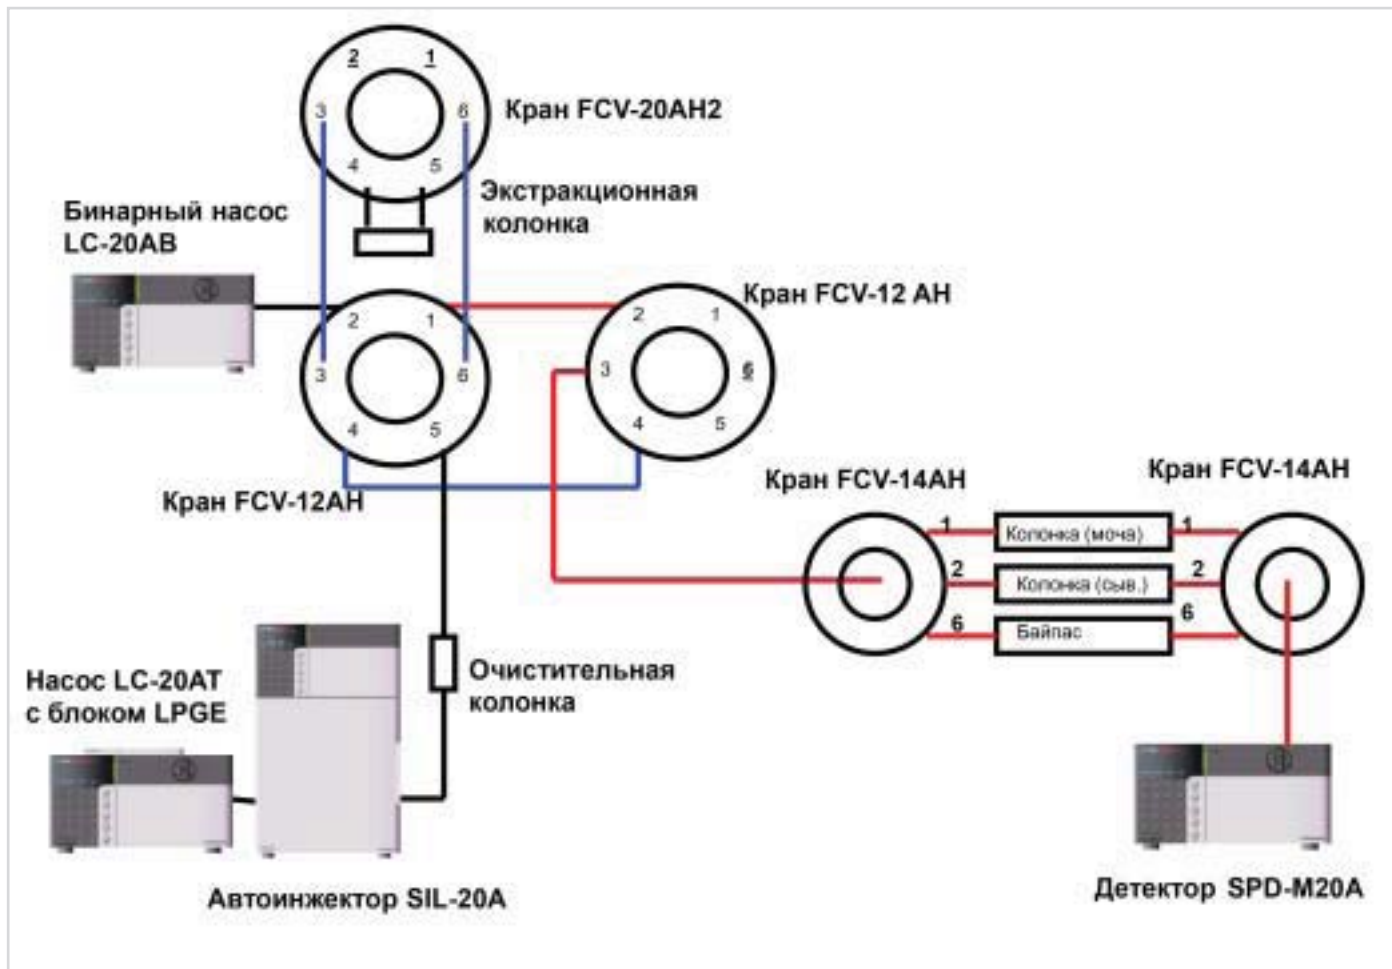 2 1
3 6
Кран FCV-20AH2
4 5
Экстракционная
колонка
Бинарный насос
LC-20AB
Кран FCV-12 AH
2 1
2 1
3 6
3 6
4 5
4 5
Кран FCV-12AH
Кран FCV-14AH
Кран FCV-14AH
1 Колонка (моча) 1
2 Колонка (сыв.) 2
6 Байпас 6
Насос LC-20AT
с блоком LPGE
Очистительная
колонка
Автоинжектор SIL-20A
Детектор SPD-M20A